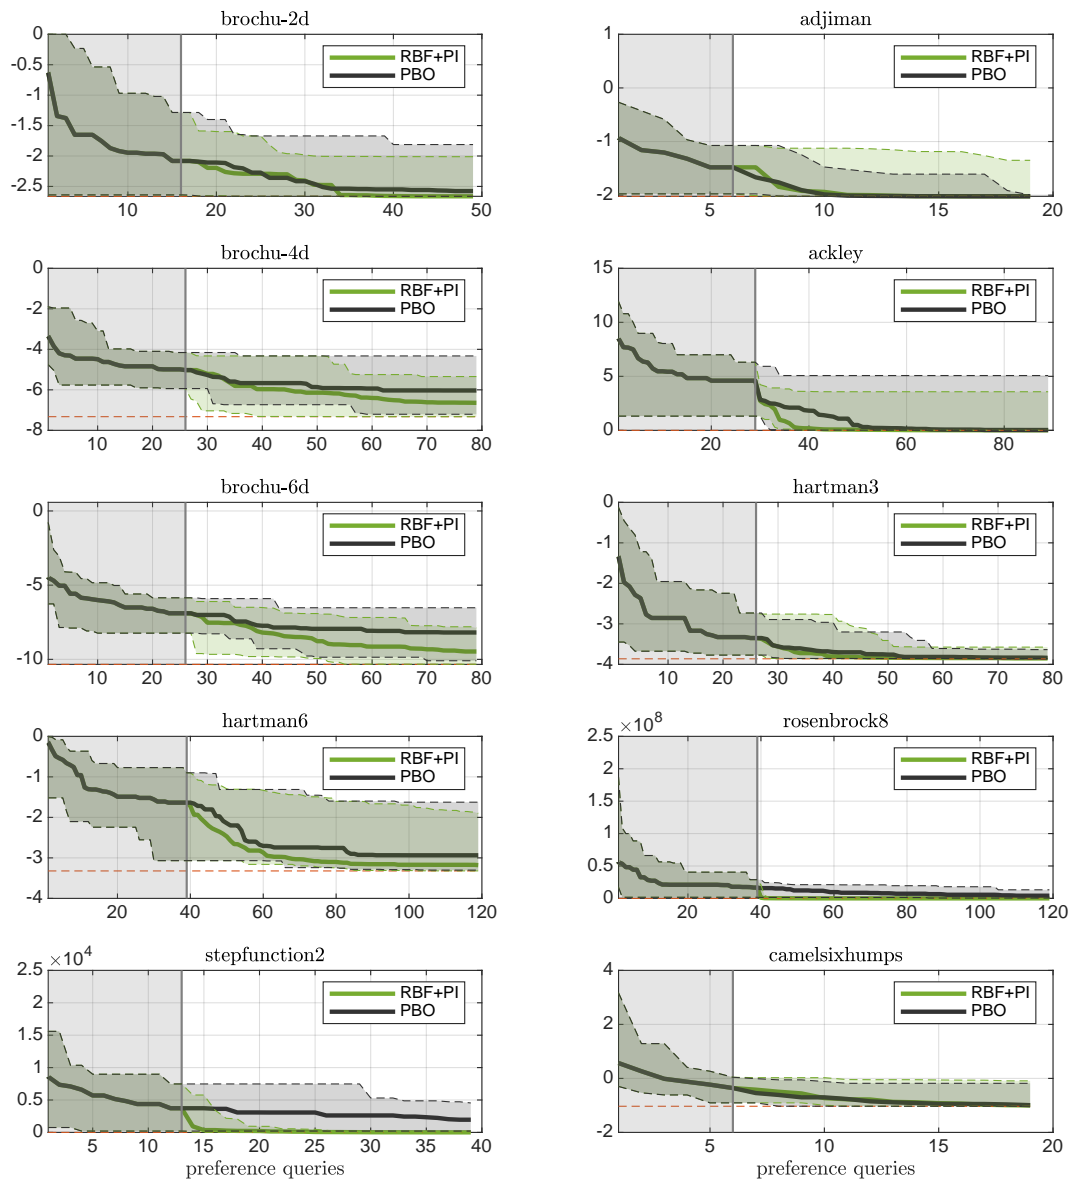 brochu-2d
0
-0.5
-1
-1.5
-2
-2.5
10 20 30 40 50
RBF+PI
PBO
adjiman
1
0
-1
-2
5 10 15 20
RBF+PI
PBO
brochu-4d
0
-2
-4
-6
-8
10 20 30 40 50 60 70 80
RBF+PI
PBO
ackley
15
10
5
0
20 40 60 80
RBF+PI
PBO
brochu-6d
0
-5
-10
10 20 30 40 50 60 70 80
RBF+PI
PBO
hartman3
0
-1
-2
-3
-4
10 20 30 40 50 60 70 80
RBF+PI
PBO
hartman6
0
-1
-2
-3
-4
20 40 60 80 100 120
RBF+PI
PBO
rosenbrock8
×10^8
2.5
2
1.5
1
0.5
0
20 40 60 80 100 120
RBF+PI
PBO
stepfunction2
×10^4
2.5
2
1.5
1
0.5
0
5 10 15 20 25 30 35 40
RBF+PI
PBO
preference queries
camelsixhumps
4
2
0
-2
5 10 15 20
RBF+PI
PBO
preference queries